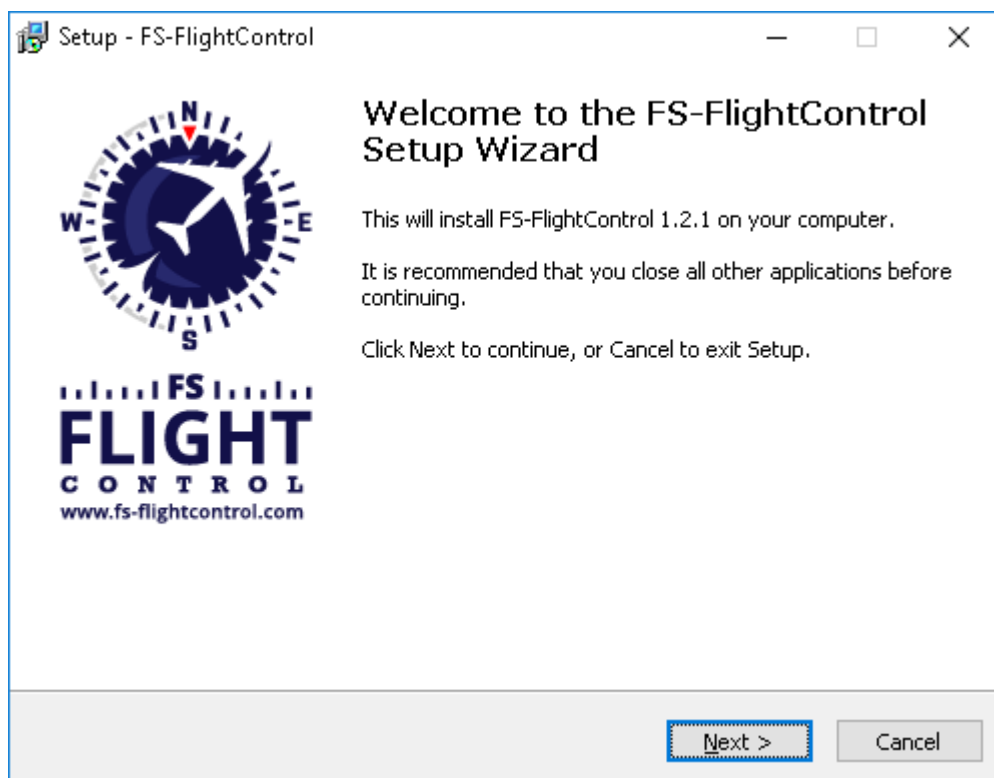 Setup - FS-FlightControl
N
W
E
S
FS
FLIGHT
CONTROL
www.fs-flightcontrol.com
Welcome to the FS-FlightControl
Setup Wizard
This will install FS-FlightControl 1.2.1 on your computer.
It is recommended that you close all other applications before
continuing.
Click Next to continue, or Cancel to exit Setup.
Next >
Cancel